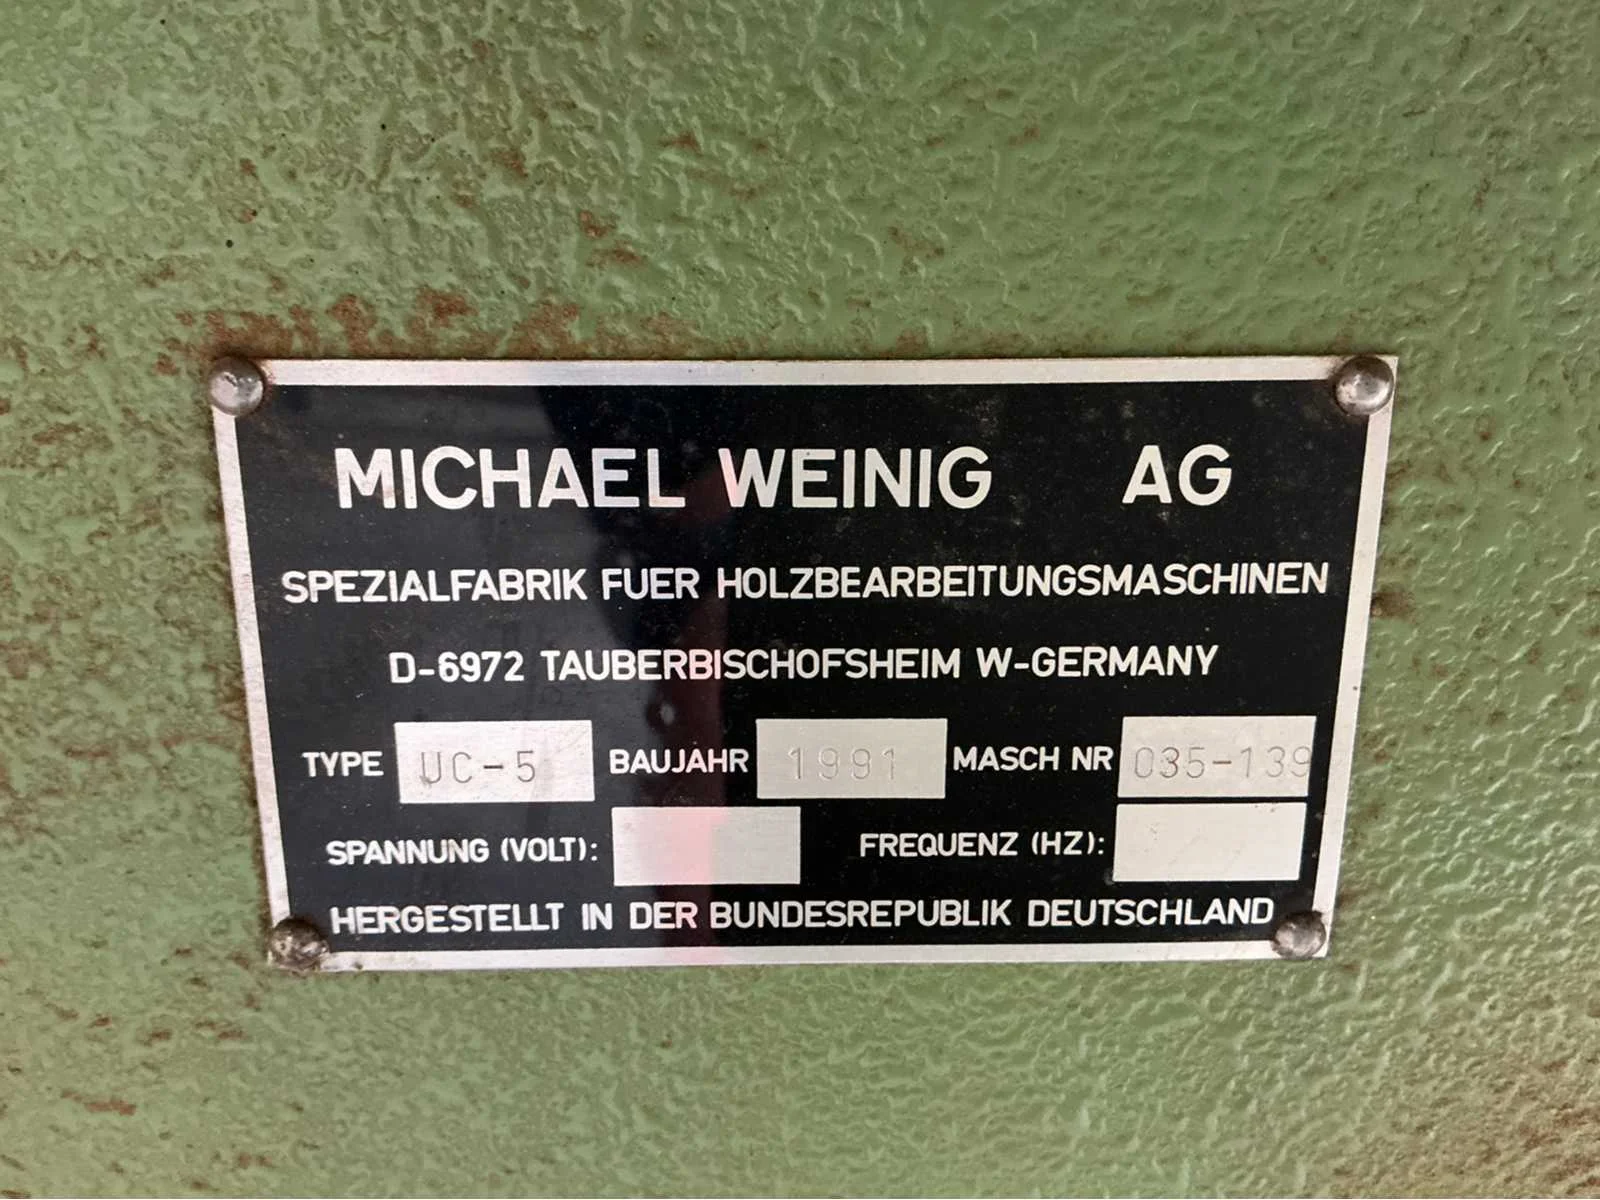 MICHAEL WEINIG AG
SPEZIALFABRIK FUER HOLZBEARBEITUNGSMASCHINEN
D-6972 TAUBERBISCHOFSHEIM W-GERMANY
TYPE UC-5 BAUJAHR 1991 MASCH NR 035-139
SPANNUNG (VOLT): FREQUENZ (HZ):
HERGESTELLT IN DER BUNDESREPUBLIK DEUTSCHLAND